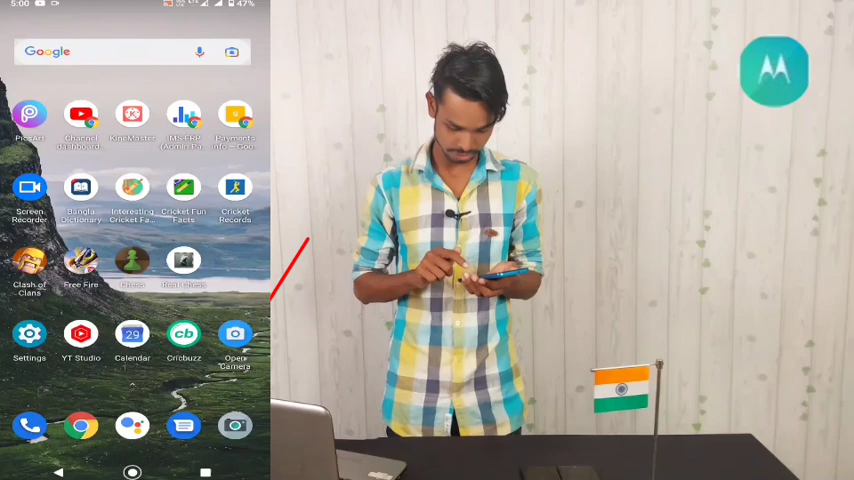 5:00
LTE
47%
Google
PicsArt
Channel
dashboard..
KineMaster
IMS-ERP
(Admin Pa..
Payments
info – Goo..
Screen
Recorder
Bangla
Dictionary
Interesting
Cricket Fa...
Cricket Fun
Facts
Cricket
Records
Clash of
Clans
Free Fire
Chess
Real Chess
Settings
YT Studio
29
Calendar
cb
Cricbuzz
Open
Camera